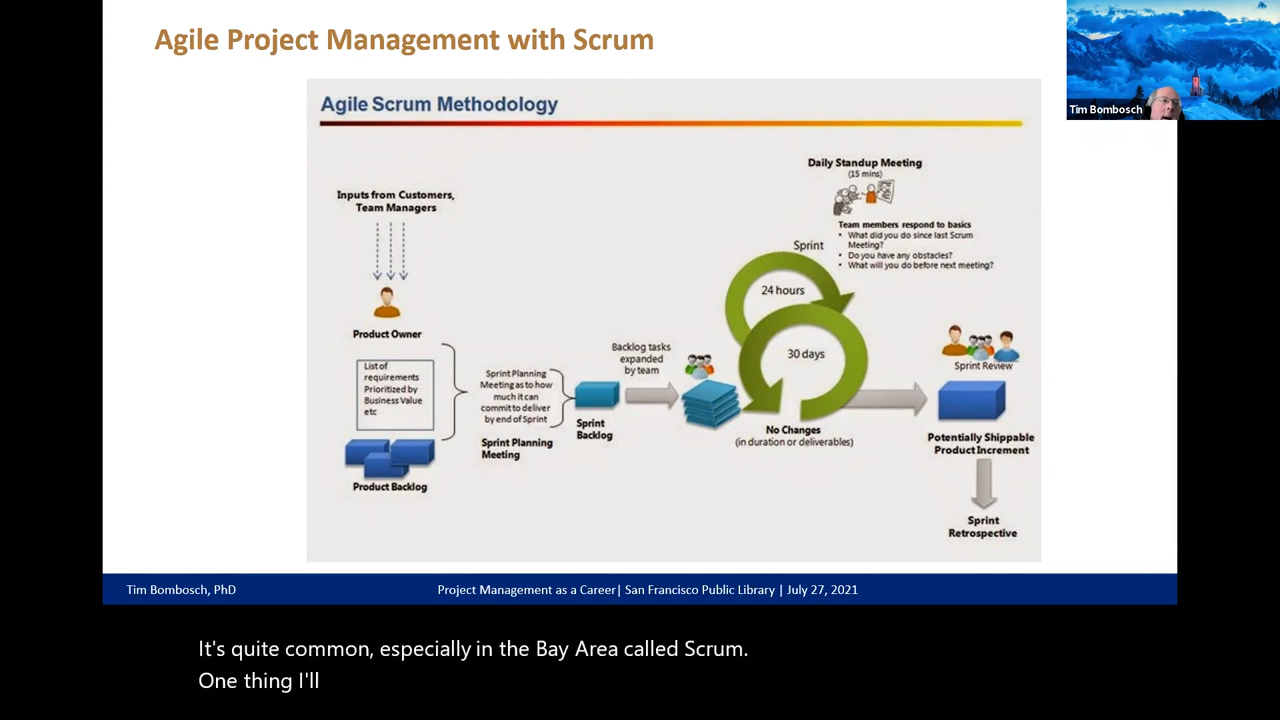 Agile Project Management with Scrum
Tim Bombosch
Agile Scrum Methodology
Inputs from Customers,
Team Managers
Product Owner
List of
requirements
Prioritized by
Business Value
etc
Product Backlog
Sprint Planning
Meeting as to how
much it can
commit to deliver
by end of Sprint
Sprint Planning
Meeting
Sprint
Backlog
Backlog tasks
expanded
by team
Daily Standup Meeting
(15 mins)
Team members respond to basics
• What did you do since last Scrum
Meeting?
• Do you have any obstacles?
• What will you do before next meeting?
Sprint
24 hours
30 days
No Changes
(in duration or deliverables)
Sprint Review
Potentially Shippable
Product Increment
Sprint
Retrospective
Tim Bombosch, PhD
Project Management as a Career| San Francisco Public Library | July 27, 2021
It's quite common, especially in the Bay Area called Scrum.
One thing I'll